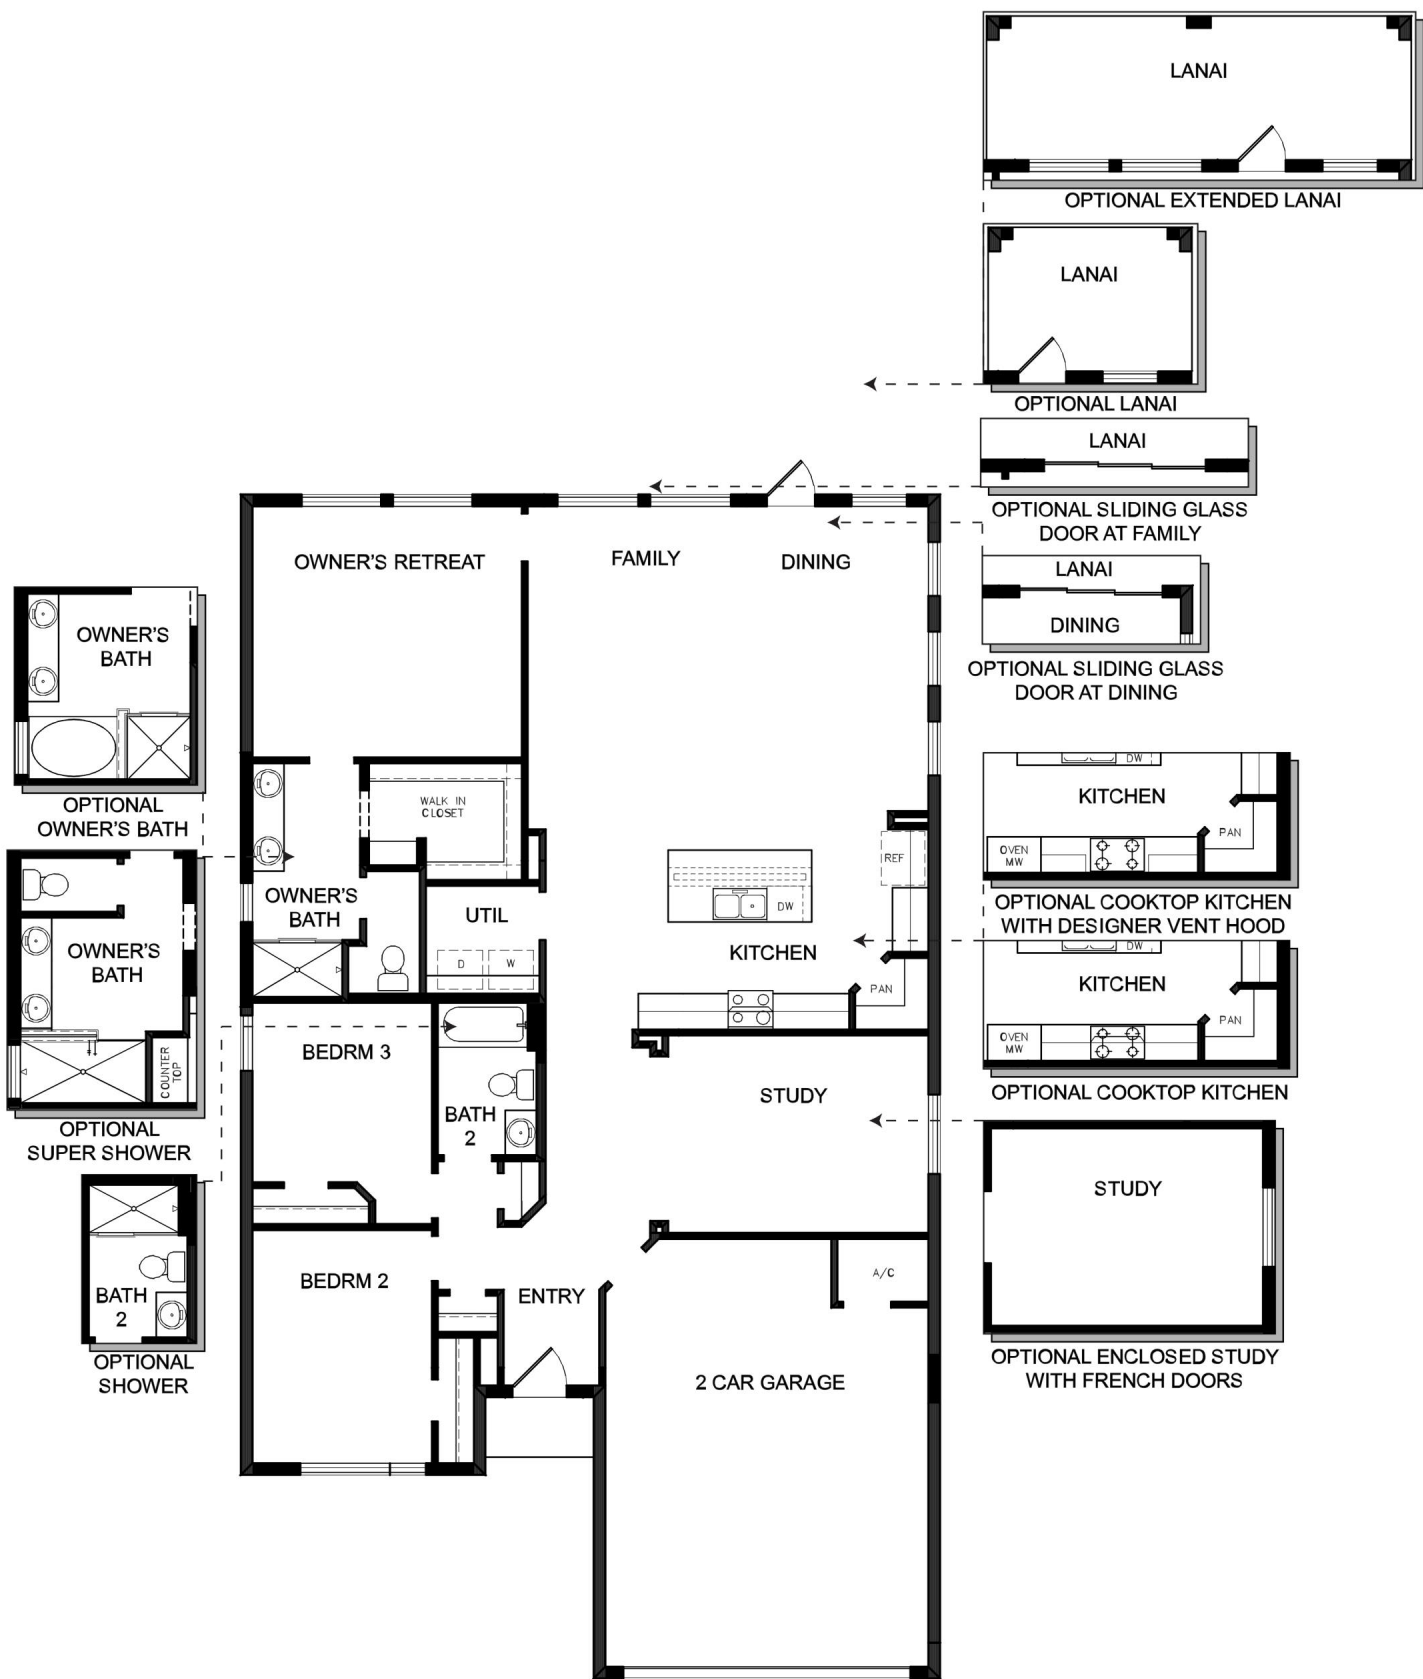 LANAI
OPTIONAL EXTENDED LANAI
LANAI
OPTIONAL LANAI
LANAI
OPTIONAL SLIDING GLASS
DOOR AT FAMILY
LANAI
DINING
OPTIONAL SLIDING GLASS
DOOR AT DINING
OWNER'S RETREAT
FAMILY
DINING
OWNER'S
BATH
OPTIONAL
OWNER'S BATH
WALK IN
CLOSET
OWNER'S
BATH
UTIL
D
W
REF
DW
KITCHEN
PAN
DW
KITCHEN
PAN
OVEN
MW
OPTIONAL COOKTOP KITCHEN
WITH DESIGNER VENT HOOD
DW
KITCHEN
PAN
OVEN
MW
OPTIONAL COOKTOP KITCHEN
OWNER'S
BATH
COUNTER
TOP
OPTIONAL
SUPER SHOWER
BEDRM 3
BATH
2
STUDY
STUDY
OPTIONAL ENCLOSED STUDY
WITH FRENCH DOORS
BATH
2
OPTIONAL
SHOWER
BEDRM 2
ENTRY
A/C
2 CAR GARAGE